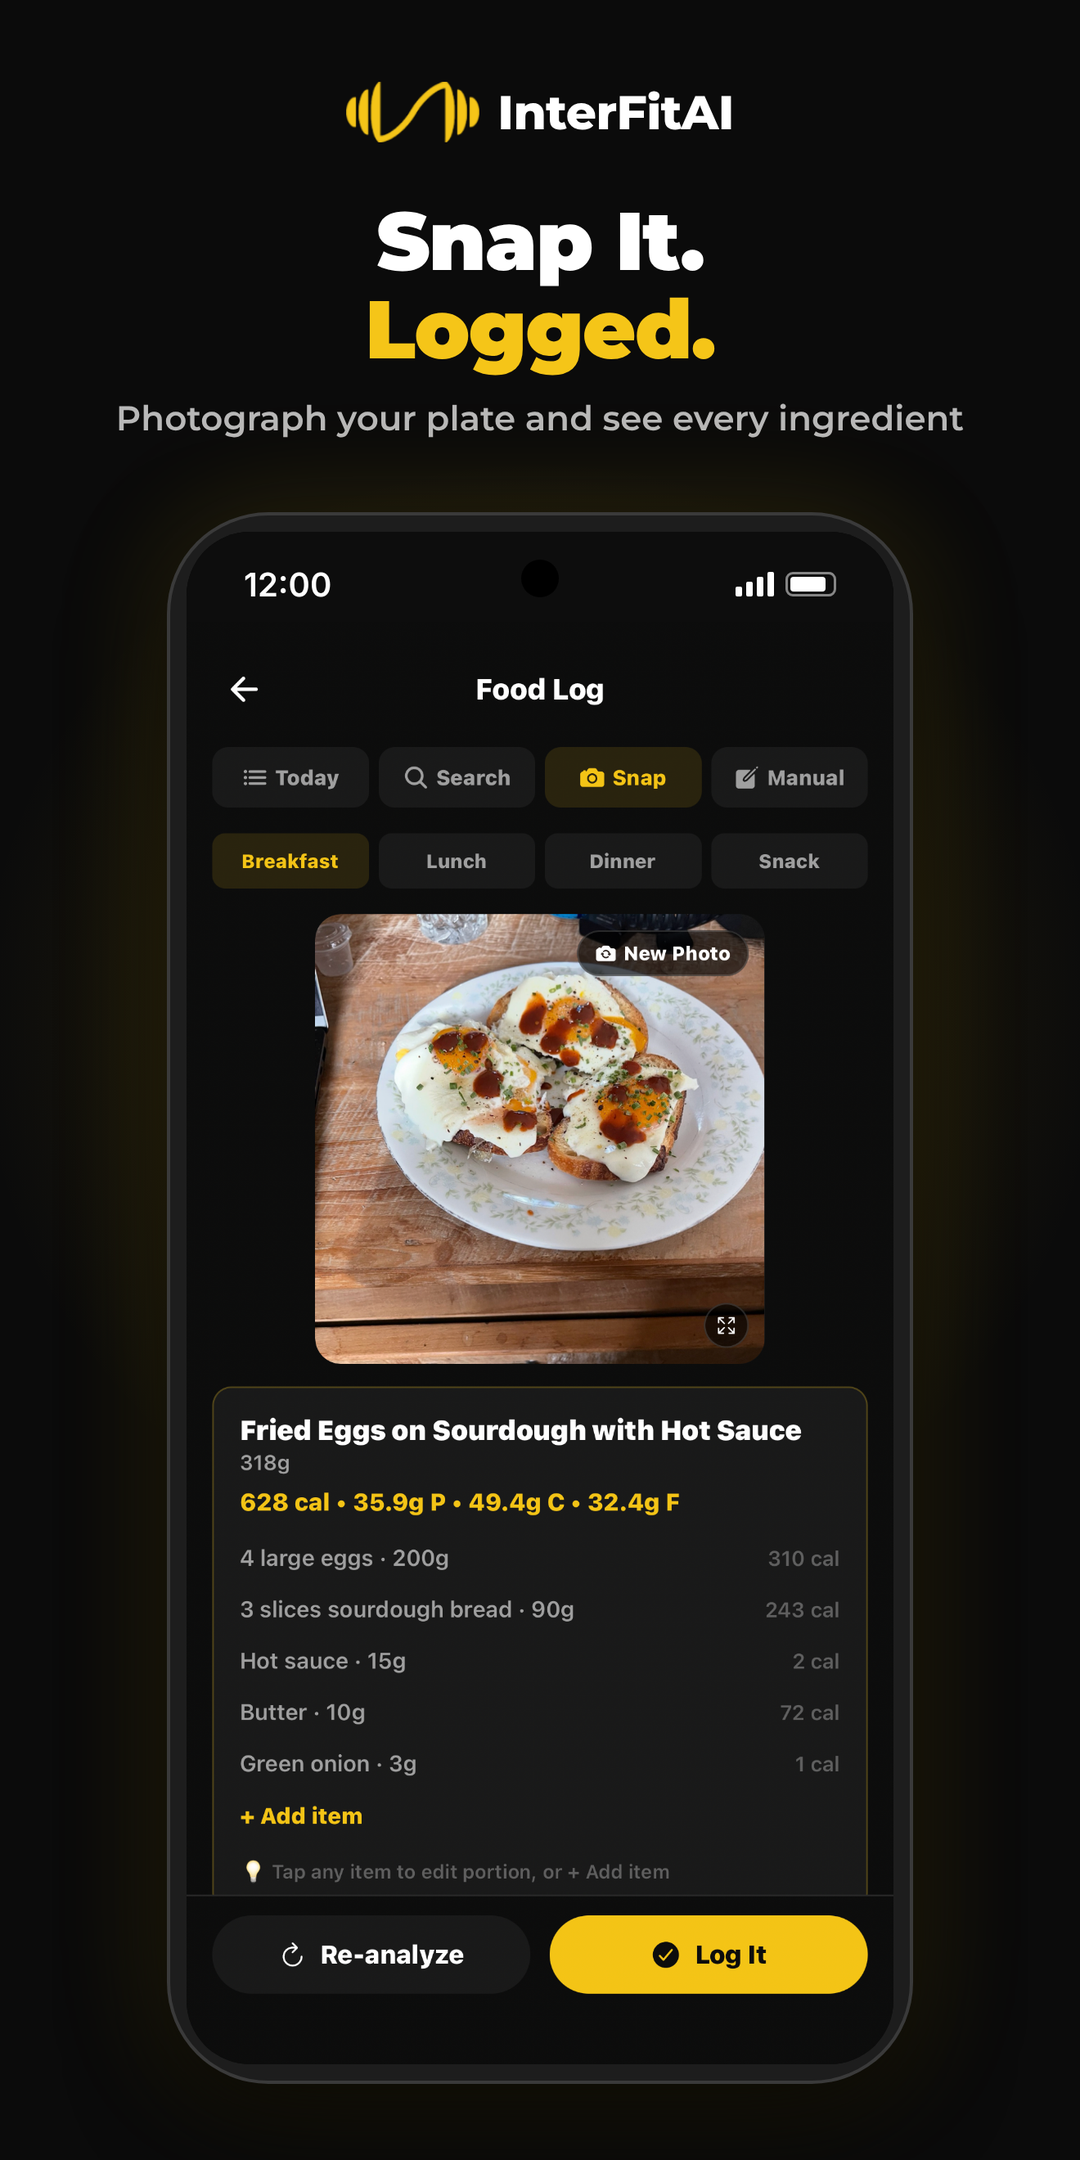 InterFitAI
Snap It.
Logged.
Photograph your plate and see every ingredient
12:00
Food Log
Today Search Snap Manual
Breakfast Lunch Dinner Snack
New Photo
Fried Eggs on Sourdough with Hot Sauce
318g
628 cal • 35.9g P • 49.4g C • 32.4g F
4 large eggs · 200g 310 cal
3 slices sourdough bread · 90g 243 cal
Hot sauce · 15g 2 cal
Butter · 10g 72 cal
Green onion · 3g 1 cal
+ Add item
Tap any item to edit portion, or + Add item
Re-analyze Log It